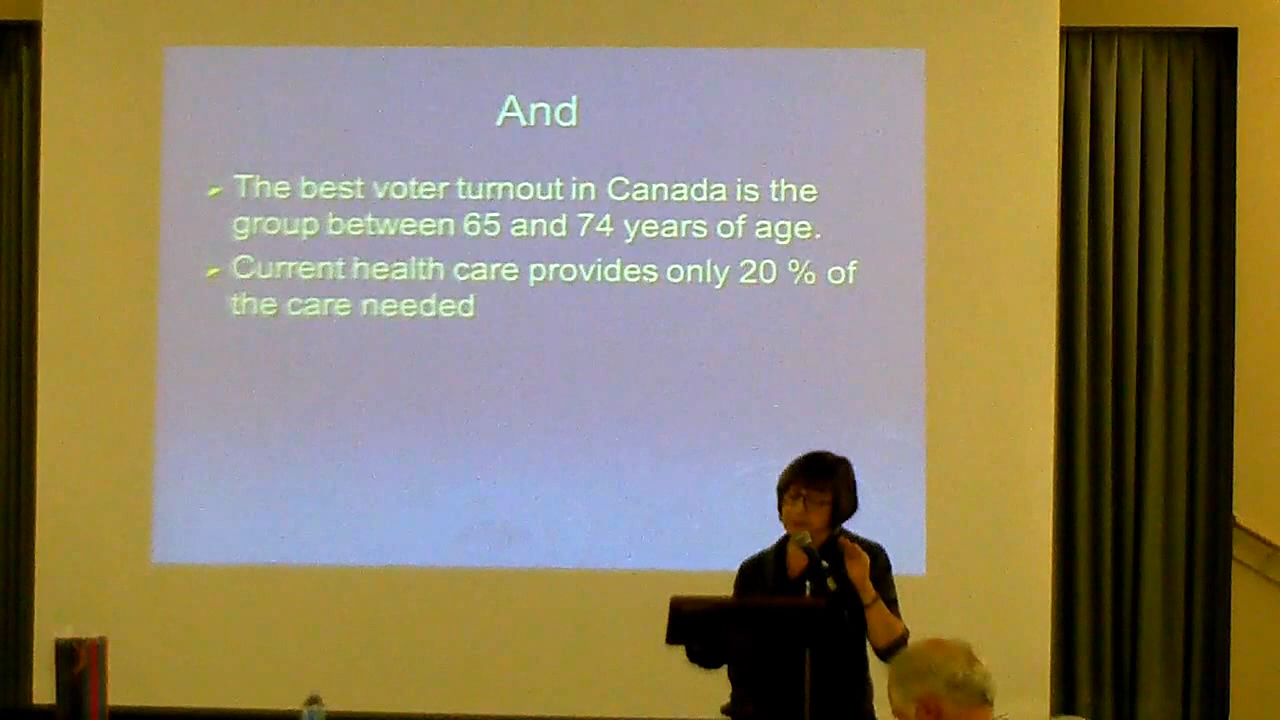 And
The best voter turnout in Canada is the
group between 65 and 74 years of age.
Current health care provides only 20 % of
the care needed